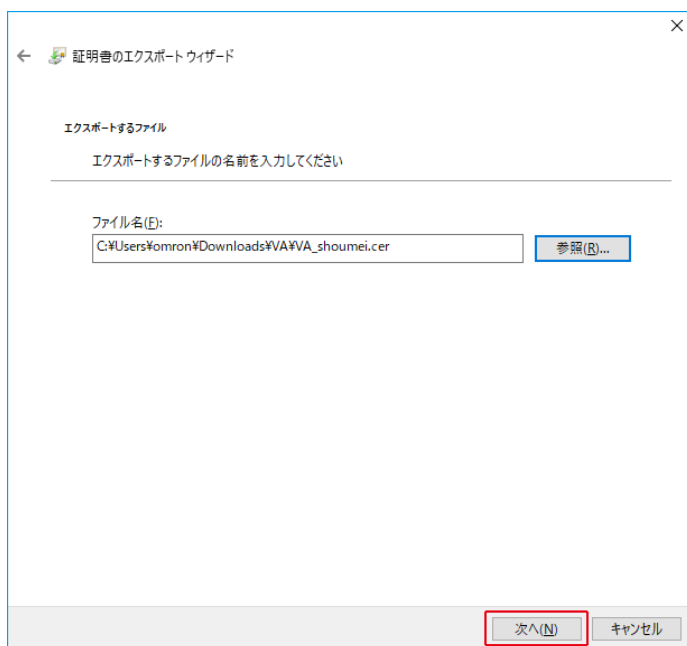 証明書のエクスポート ウィザード
エクスポートするファイル
エクスポートするファイルの名前を入力してください
ファイル名(F):
C:¥Users¥omron¥Downloads¥VA¥VA_shoumei.cer
参照(R)...
次へ(N)
キャンセル